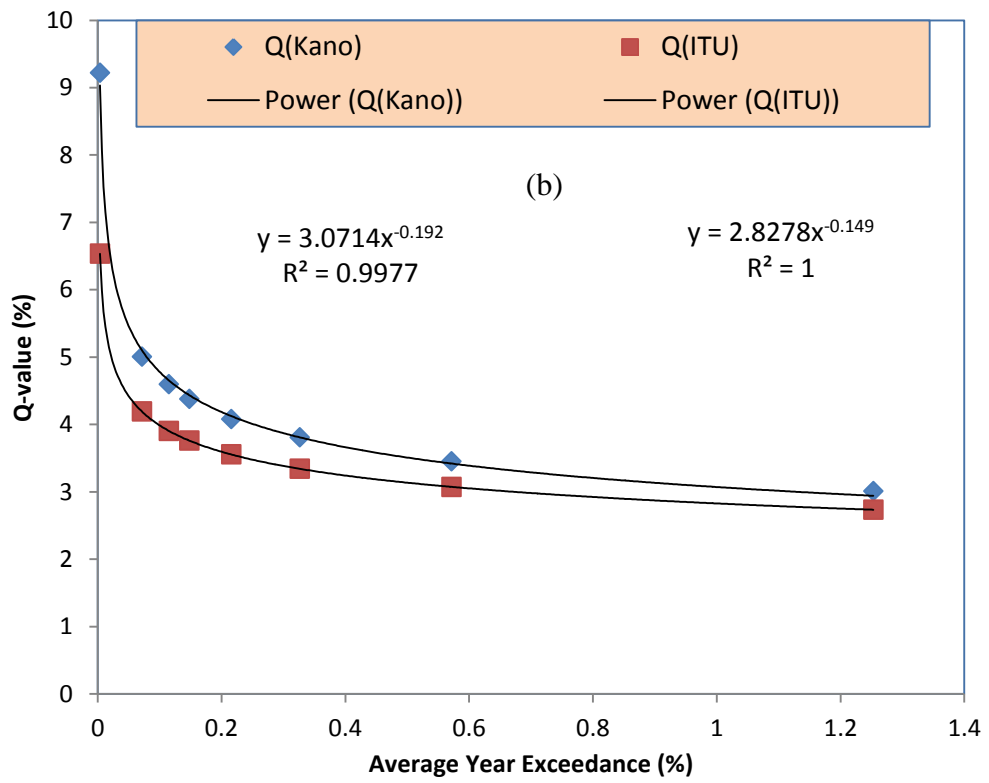 Q(Kano) Q(ITU)
Power (Q(Kano)) Power (Q(ITU))
(b)
y = 3.0714x^-0.192 y = 2.8278x^-0.149
R² = 0.9977 R² = 1
Q-value (%)
10
9
8
7
6
5
4
3
2
1
0
0 0.2 0.4 0.6 0.8 1 1.2 1.4
Average Year Exceedance (%)